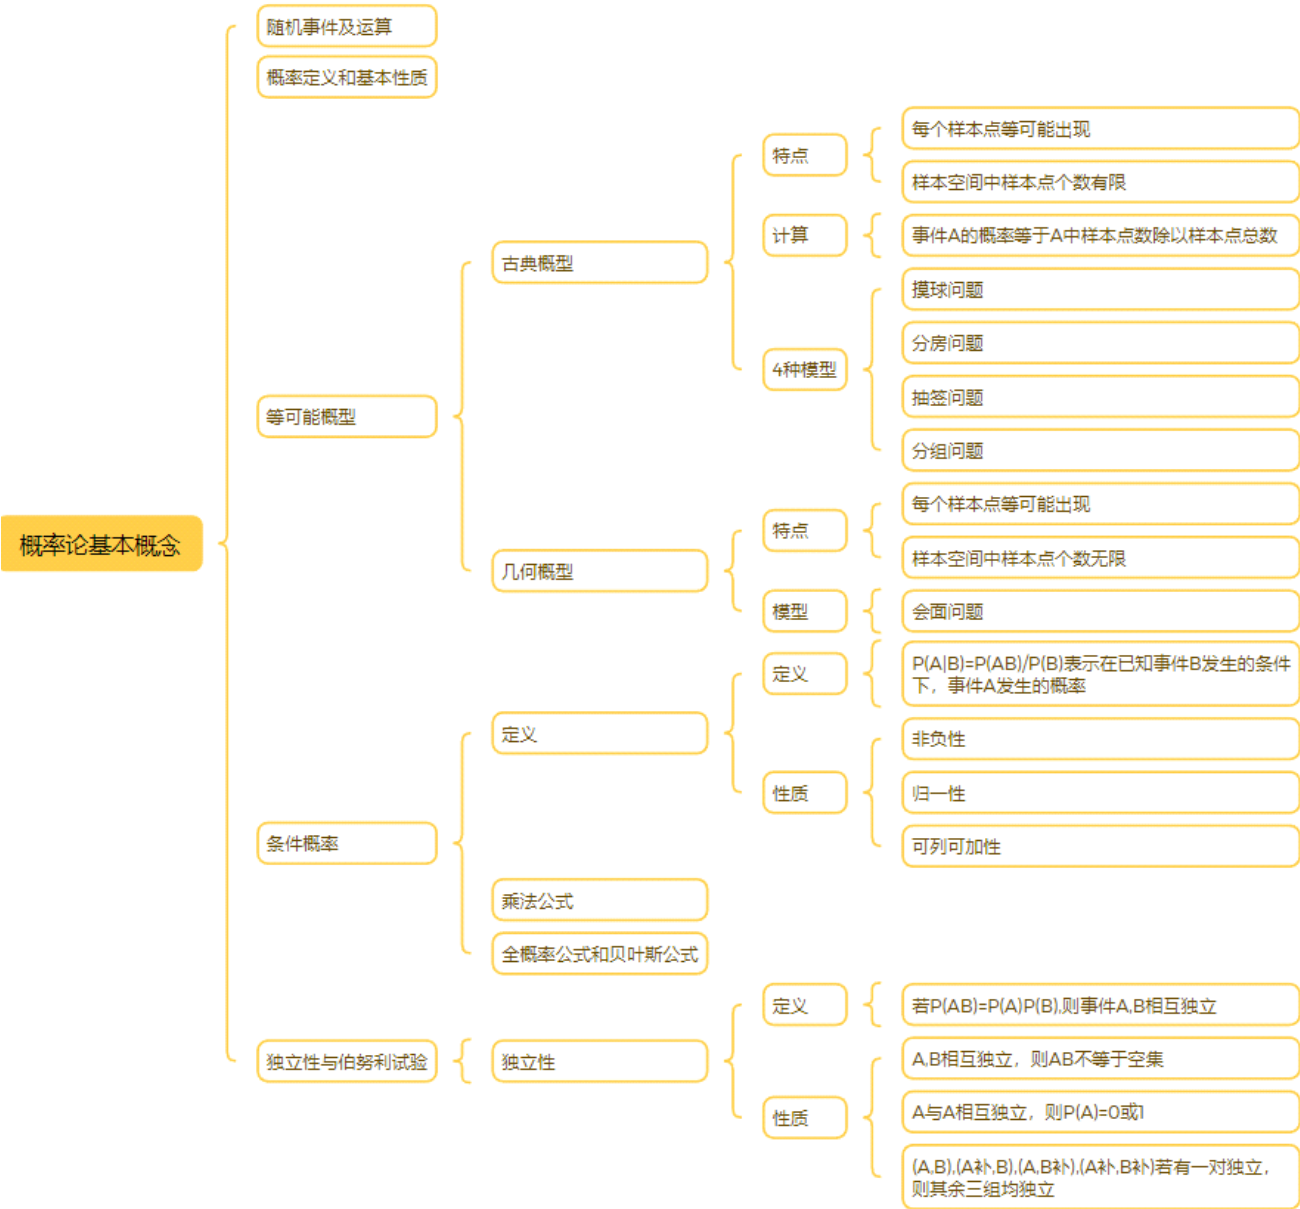 概率论基本概念
随机事件及运算
概率定义和基本性质
等可能概型
古典概型
特点
每个样本点等可能出现
样本空间中样本点个数有限
计算
事件A的概率等于A中样本点数除以样本点总数
4种模型
摸球问题
分房问题
抽签问题
分组问题
几何概型
特点
每个样本点等可能出现
样本空间中样本点个数无限
模型
会面问题
条件概率
定义
定义
P(A|B)=P(AB)/P(B)表示在已知事件B发生的条件
下，事件A发生的概率
性质
非负性
归一性
可列可加性
乘法公式
全概率公式和贝叶斯公式
独立性与伯努利试验
独立性
定义
若P(AB)=P(A)P(B),则事件A,B相互独立
性质
A,B相互独立，则AB不等于空集
A与A相互独立，则P(A)=0或1
(A,B),(A补,B),(A,B补),(A补,B补)若有一对独立，
则其余三组均独立